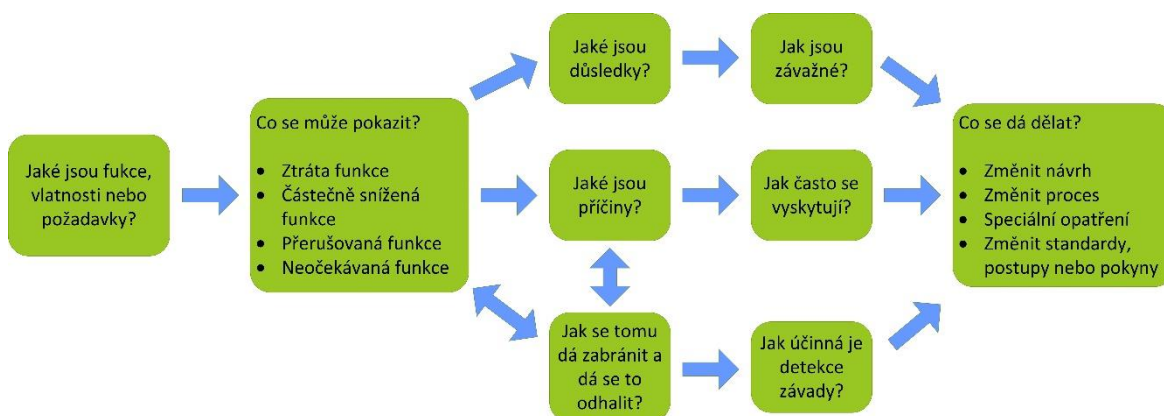 Jaké jsou fukce,
vlatnosti nebo
požadavky?
Co se může pokazit?
• Ztráta funkce
• Částečně snížená
funkce
• Přerušovaná funkce
• Neočekávaná funkce
Jaké jsou
důsledky?
Jak jsou
závažné?
Jaké jsou
příčiny?
Jak často se
vyskytují?
Jak se tomu
dá zabránit a
dá se to
odhalit?
Jak účinná je
detekce
závady?
Co se dá dělat?
• Změnit návrh
• Změnit proces
• Speciální opatření
• Změnit standardy,
postupy nebo pokyny